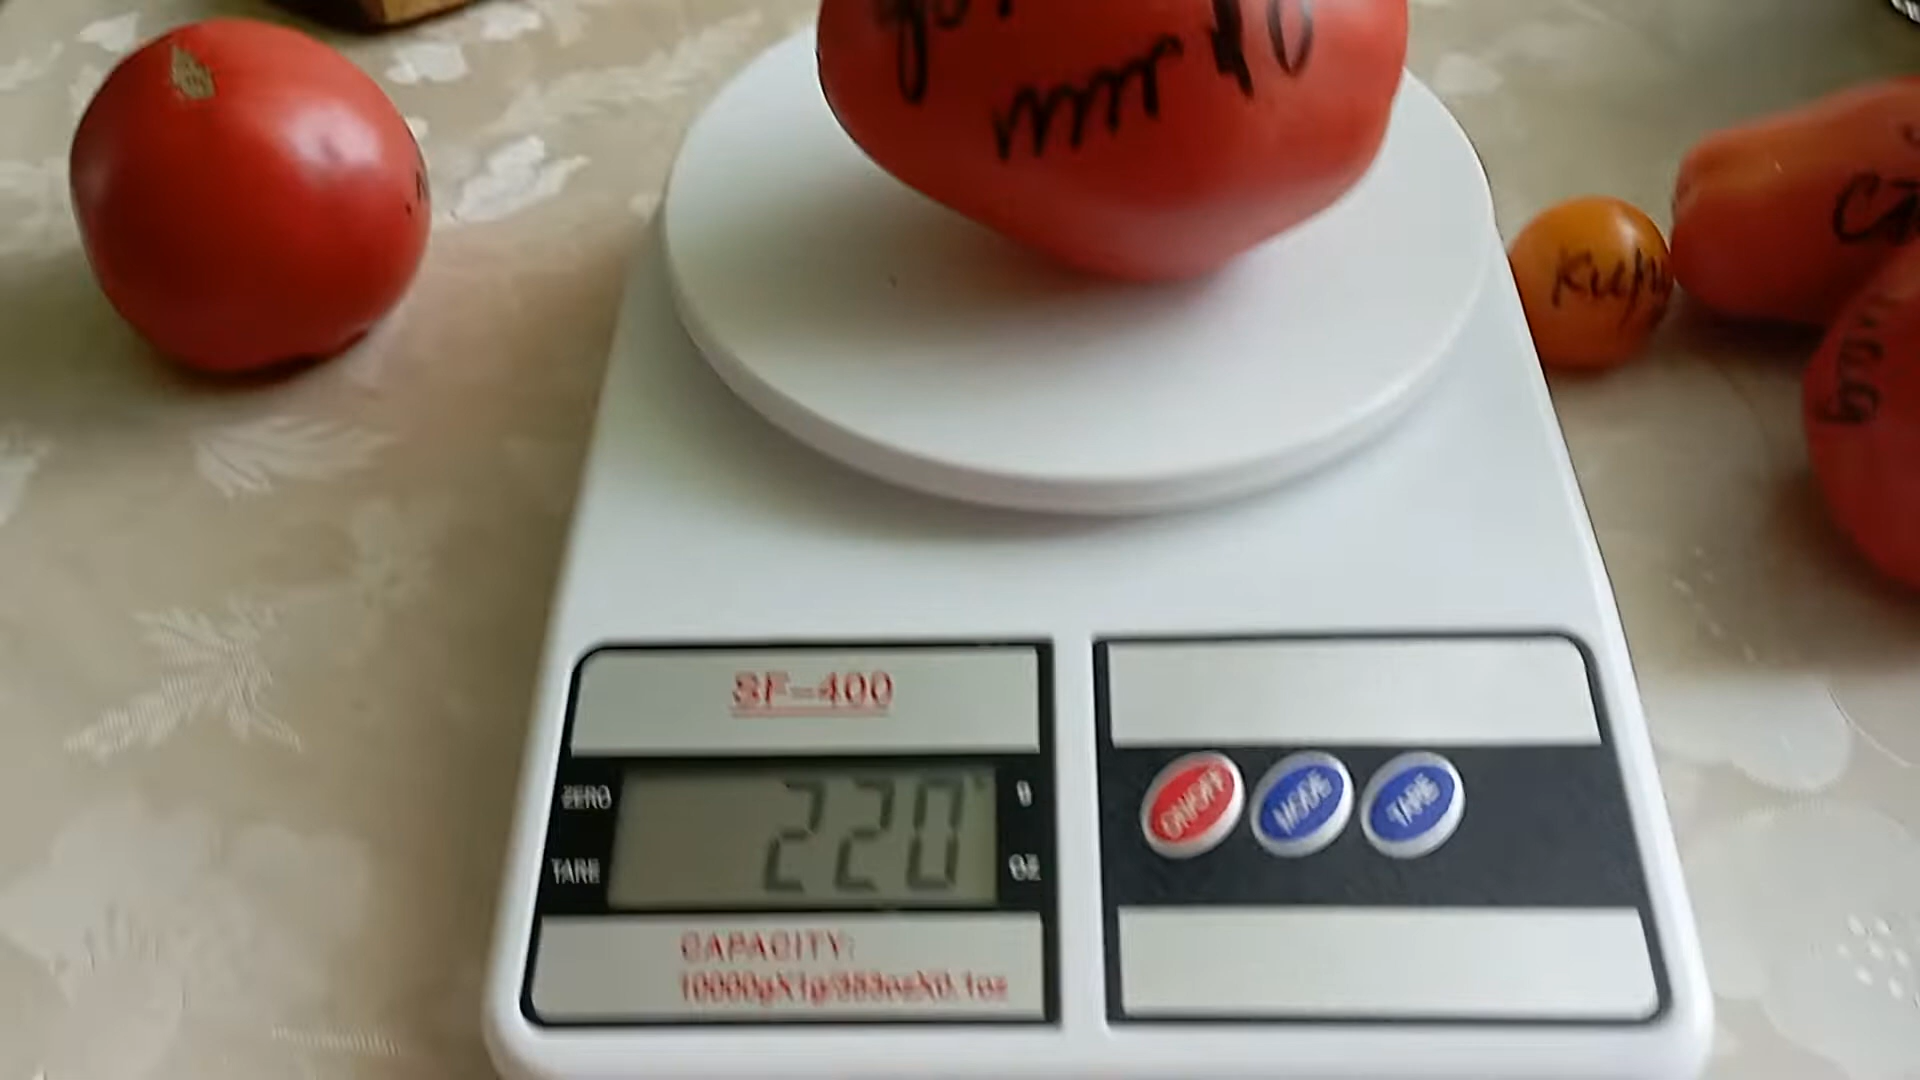 SF-400
ZERO
g
220
TARE
OZ
CAPACITY:
10000gX1g/353ozX0.1oz
ON/OFF
MODE
TARE